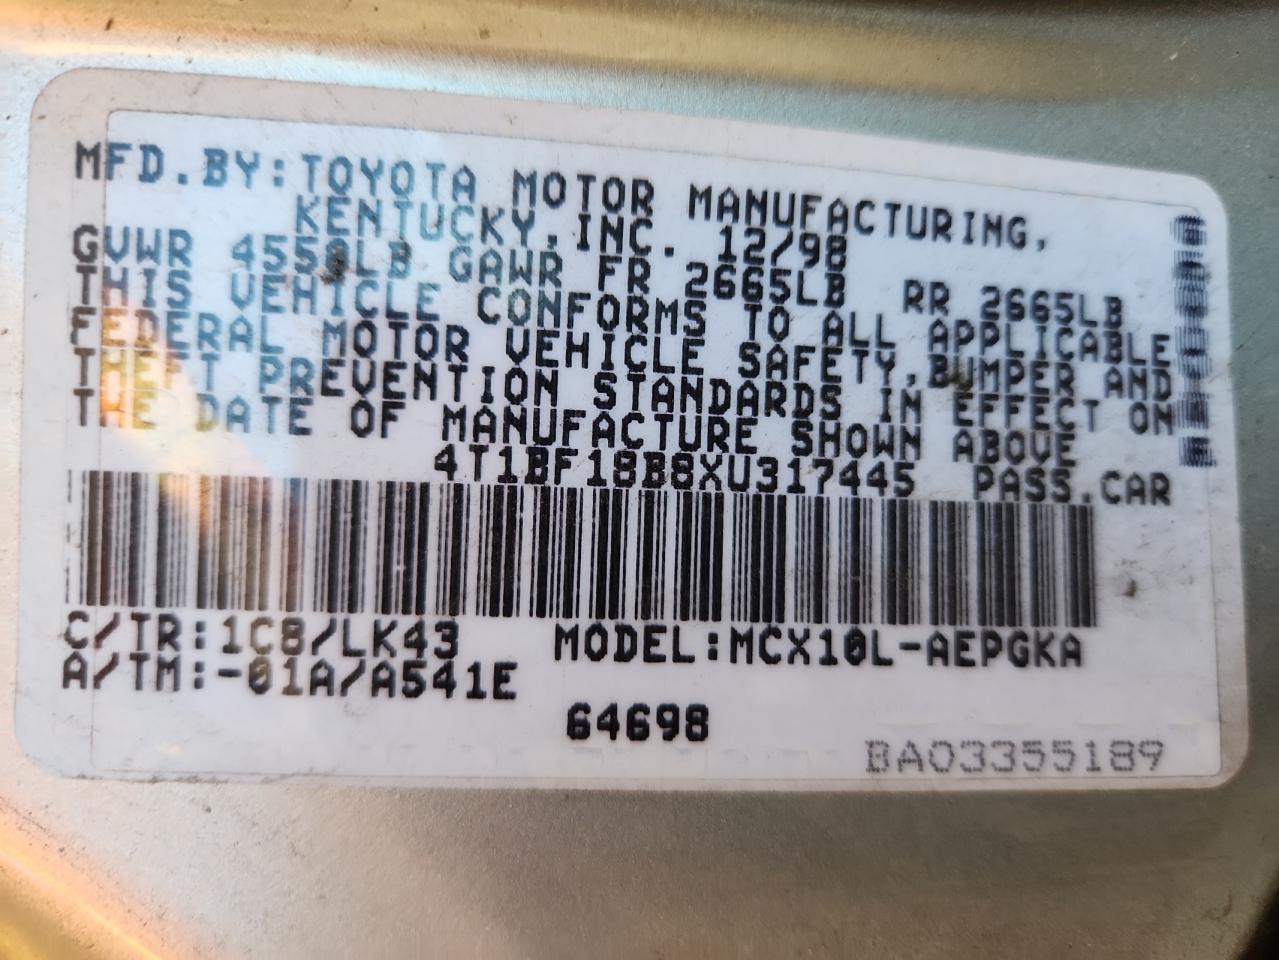 MFD.BY:TOYOTA MOTOR MANUFACTURING,
KENTUCKY,INC. 12/98
GVWR 4550LB GAWR FR 2665LB RR 2665LB
THIS VEHICLE CONFORMS TO ALL APPLICABLE
FEDERAL MOTOR VEHICLE SAFETY,BUMPER AND
THEFT PREVENTION STANDARDS IN EFFECT ON
THE DATE OF MANUFACTURE SHOWN ABOVE
4T1BF18B8XU317445 PASS.CAR
C/TR:1C8/LK43 MODEL:MCX10L-AEPGKA
A/TM:-01A/A541E
64698
BA03355189